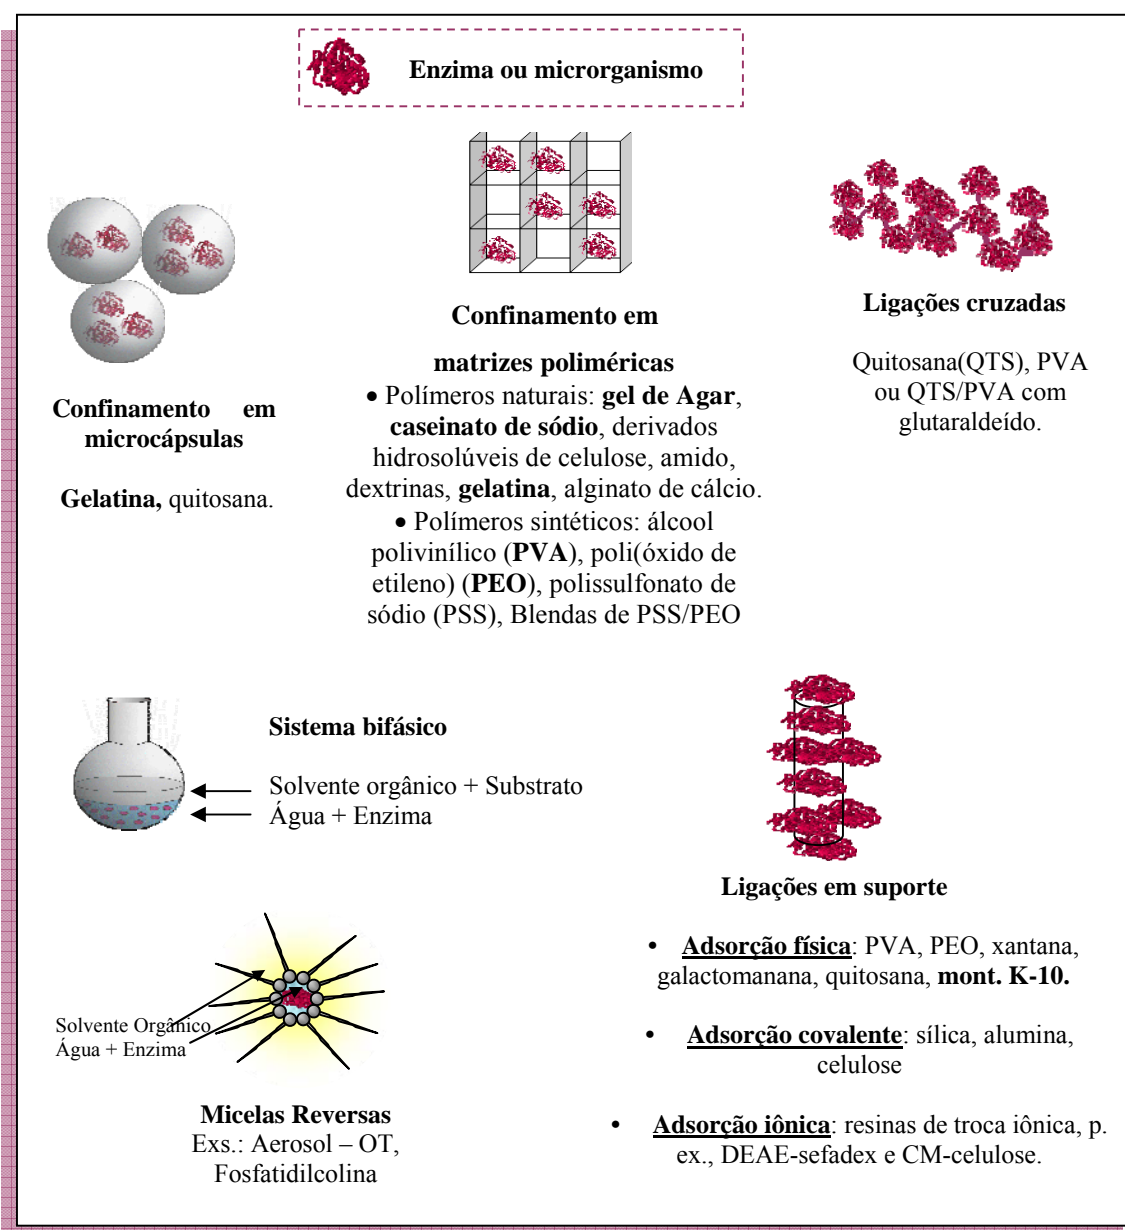 Enzima ou microrganismo
Confinamento em
microcápsulas
Gelatina, quitosana.
Confinamento em
matrizes poliméricas
• Polímeros naturais: gel de Agar,
caseinato de sódio, derivados
hidrosolúveis de celulose, amido,
dextrinas, gelatina, alginato de cálcio.
• Polímeros sintéticos: álcool
polivinílico (PVA), poli(óxido de
etileno) (PEO), polissulfonato de
sódio (PSS), Blendas de PSS/PEO
Ligações cruzadas
Quitosana(QTS), PVA
ou QTS/PVA com
glutaraldeído.
Sistema bifásico
Solvente orgânico + Substrato
Água + Enzima
Solvente Orgânico
Água + Enzima
Micelas Reversas
Exs.: Aerosol – OT,
Fosfatidilcolina
Ligações em suporte
• Adsorção física: PVA, PEO, xantana,
galactomanana, quitosana, mont. K-10.
• Adsorção covalente: sílica, alumina,
celulose
• Adsorção iônica: resinas de troca iônica, p.
ex., DEAE-sefadex e CM-celulose.